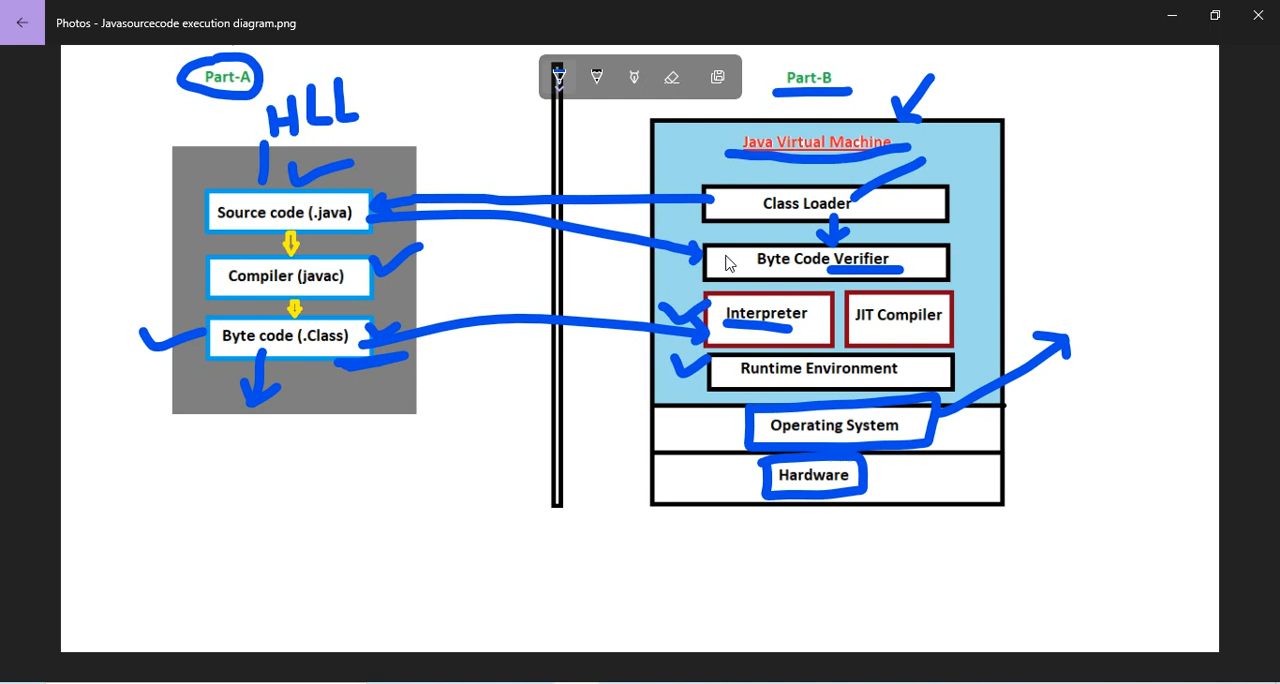 Photos - Javasourcecode execution diagram.png
Part-A
HLL
Source code (.java)
Compiler (javac)
Byte code (.Class)
Part-B
Java Virtual Machine
Class Loader
Byte Code Verifier
Interpreter
JIT Compiler
Runtime Environment
Operating System
Hardware